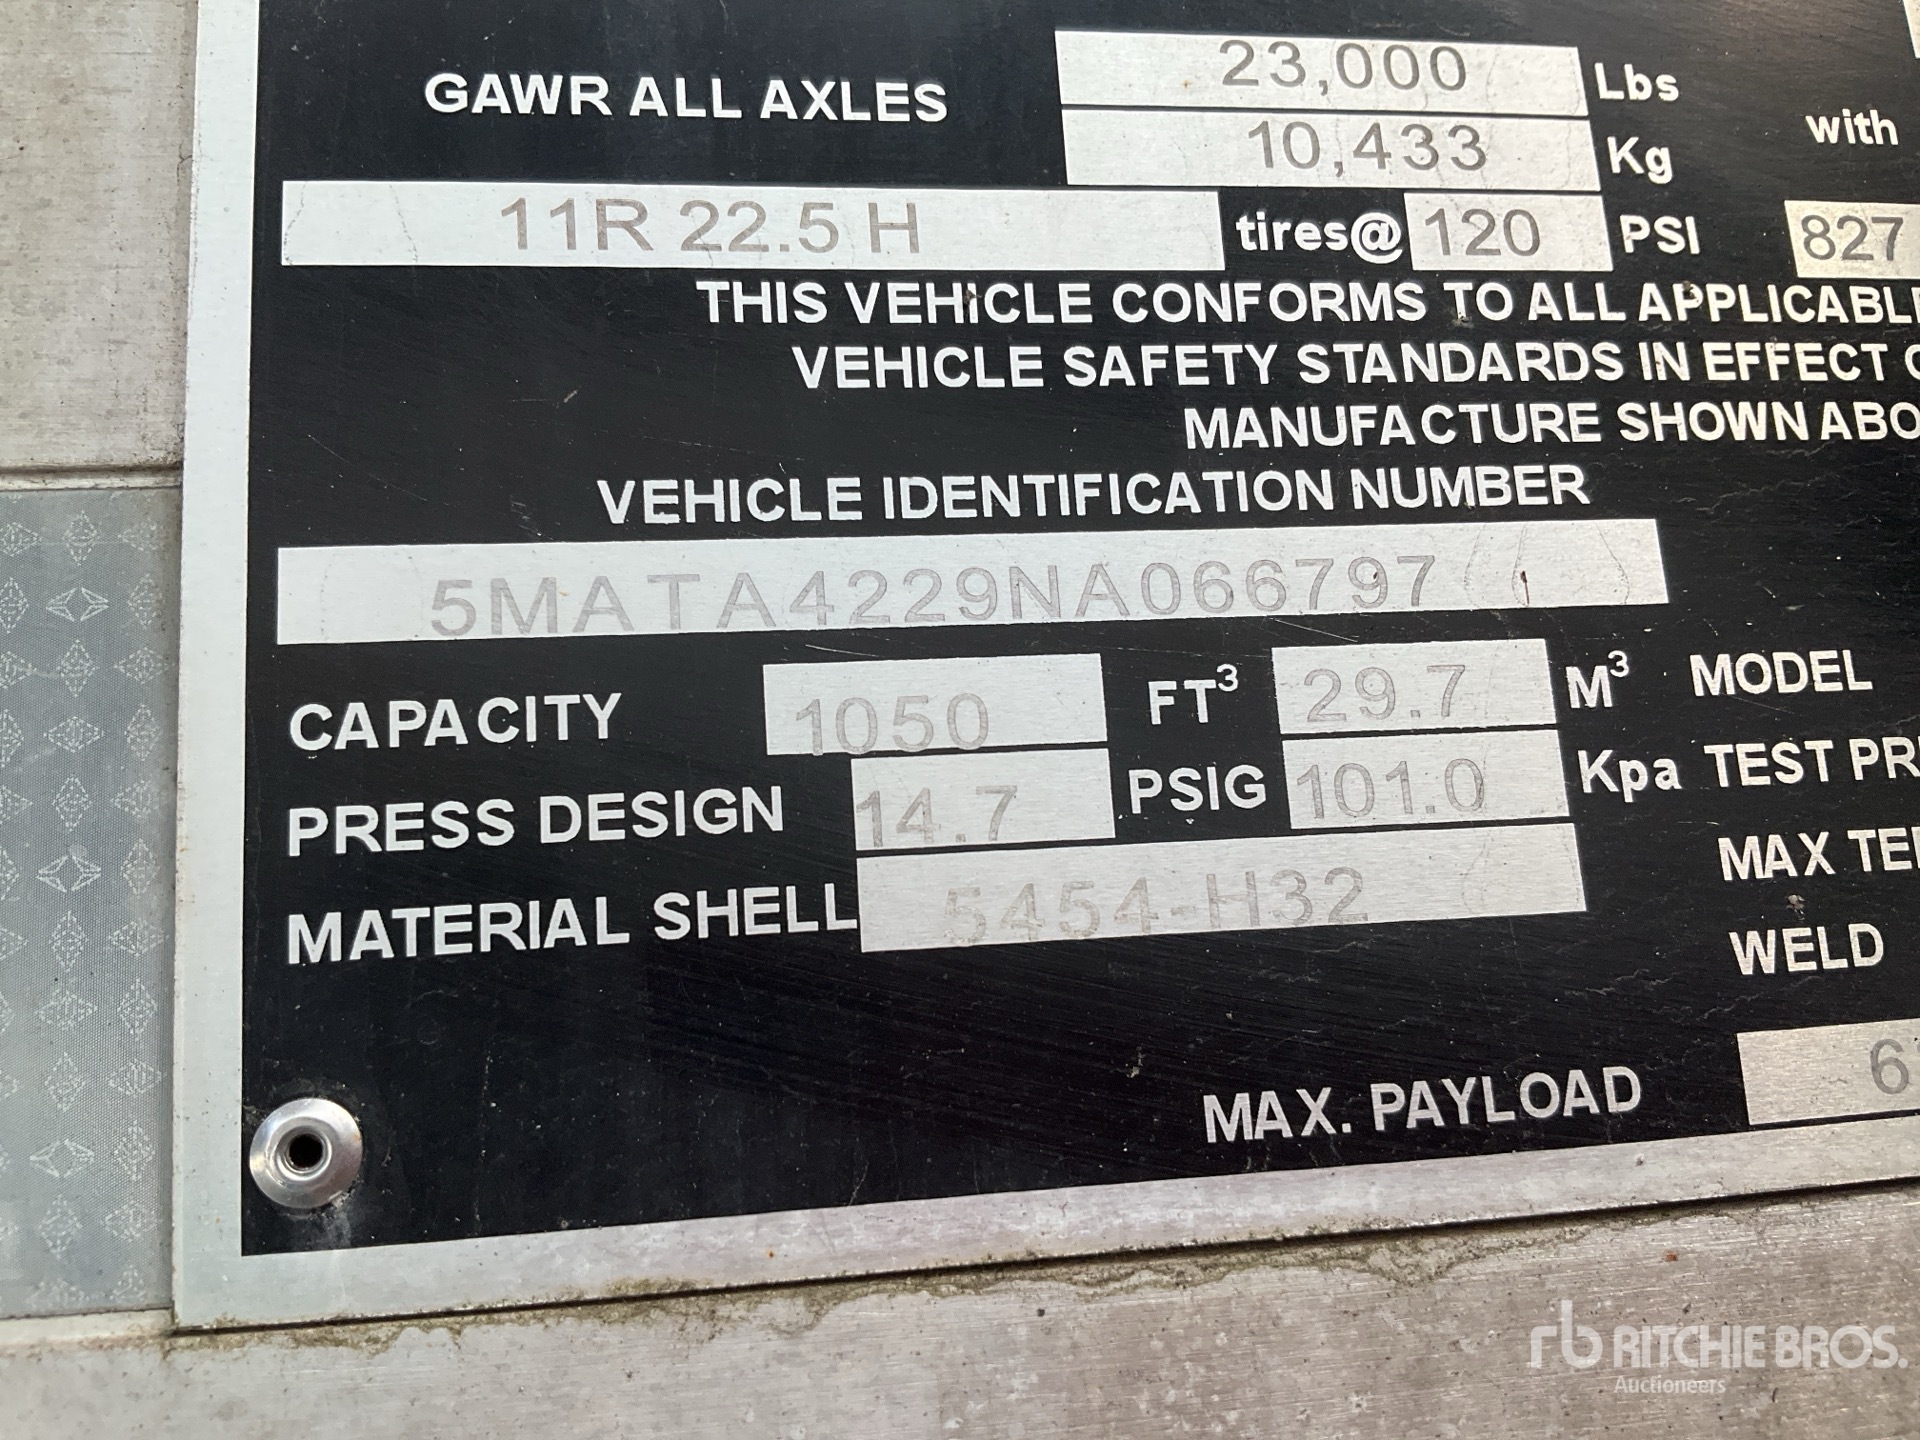 GAWR ALL AXLES 23,000 Lbs
10,433 Kg with
11R 22.5 H tires@ 120 PSI 827
THIS VEHICLE CONFORMS TO ALL APPLICABLE
VEHICLE SAFETY STANDARDS IN EFFECT
MANUFACTURE SHOWN ABO
VEHICLE IDENTIFICATION NUMBER
5MATA4229NA066797
CAPACITY 1050 FT³ 29.7 M³ MODEL
PRESS DESIGN 14.7 PSIG 101.0 Kpa TEST PR
MATERIAL SHELL 5454-H32 MAX TE
WELD
MAX. PAYLOAD 6
rb RITCHIE BROS.
Auctioneers